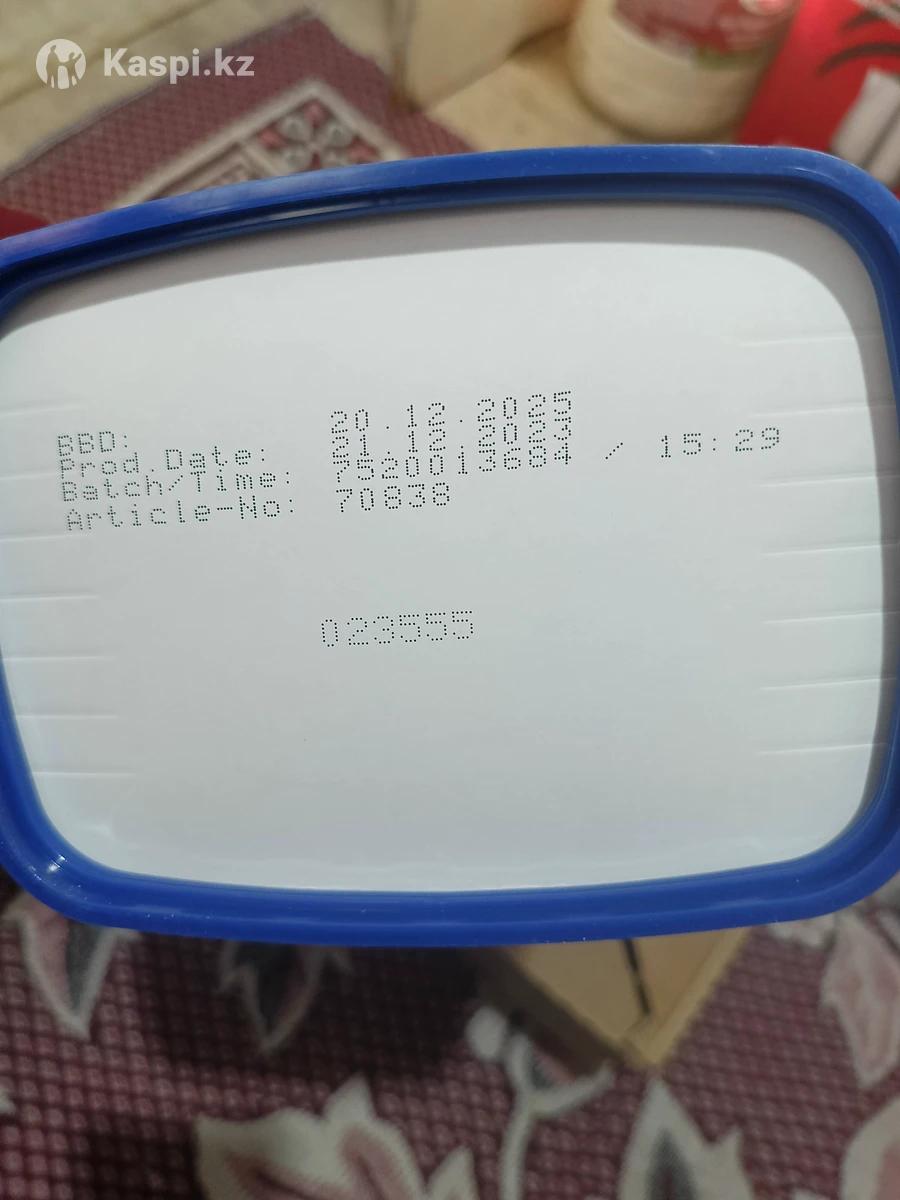 Kaspi.kz
BBD: 20.12.2025
Prod.Date: 21.12.2023
Batch/Time: 7520013684 / 15:29
Article-No: 70838
023555